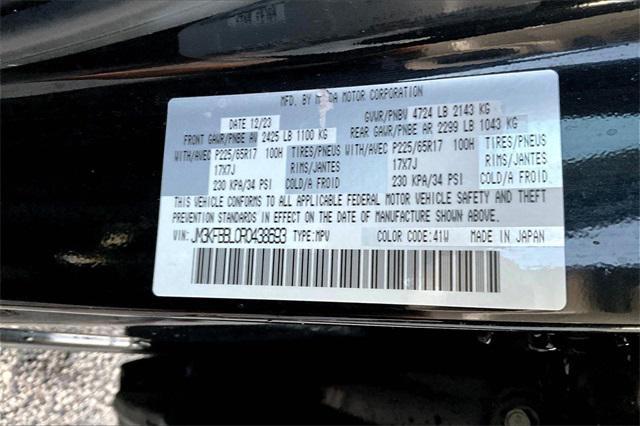 MFD. BY MAZDA MOTOR CORPORATION
DATE 12/23 GVWR/PNBV 4724 LB 2143 KG
FRONT GAWR/PNBE AV 2425 LB 1100 KG REAR GAWR/PNBE AR 2299 LB 1043 KG
WITH/AVEC P225/65R17 100H TIRES/PNEUS WITH/AVEC P225/65R17 100H TIRES/PNEUS
17X7J RIMS/JANTES 17X7J RIMS/JANTES
230 KPA/34 PSI COLD/A FROID 230 KPA/34 PSI COLD/A FROID.
THIS VEHICLE CONFORMS TO ALL APPLICABLE FEDERAL MOTOR VEHICLE SAFETY AND THEFT
PREVENTION STANDARDS IN EFFECT ON THE DATE OF MANUFACTURE SHOWN ABOVE.
VIN: JM3KFBBL0R0438693 TYPE:MPV COLOR CODE:41W MADE IN JAPAN